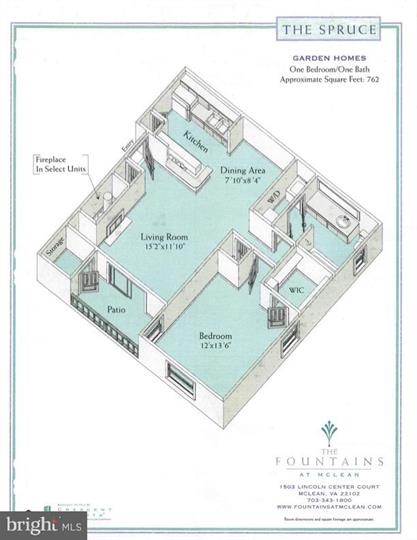 THE SPRUCE
GARDEN HOMES
One Bedroom/One Bath
Approximate Square Feet: 762
Kitchen
Entry
Fireplace
In Select Units
Dining Area
7'10"x8'4"
W/D
Living Room
15'2"x11'10"
Storage
WIC
Patio
Bedroom
12'x13'6"
THE
FOUNTAINS
AT MCLEAN
1503 LINCOLN CENTER COURT
MCLEAN, VA 22102
703-343-1800
WWW.FOUNTAINSATMCLEAN.COM
Room dimensions and square footage are approximate.
bright MLS